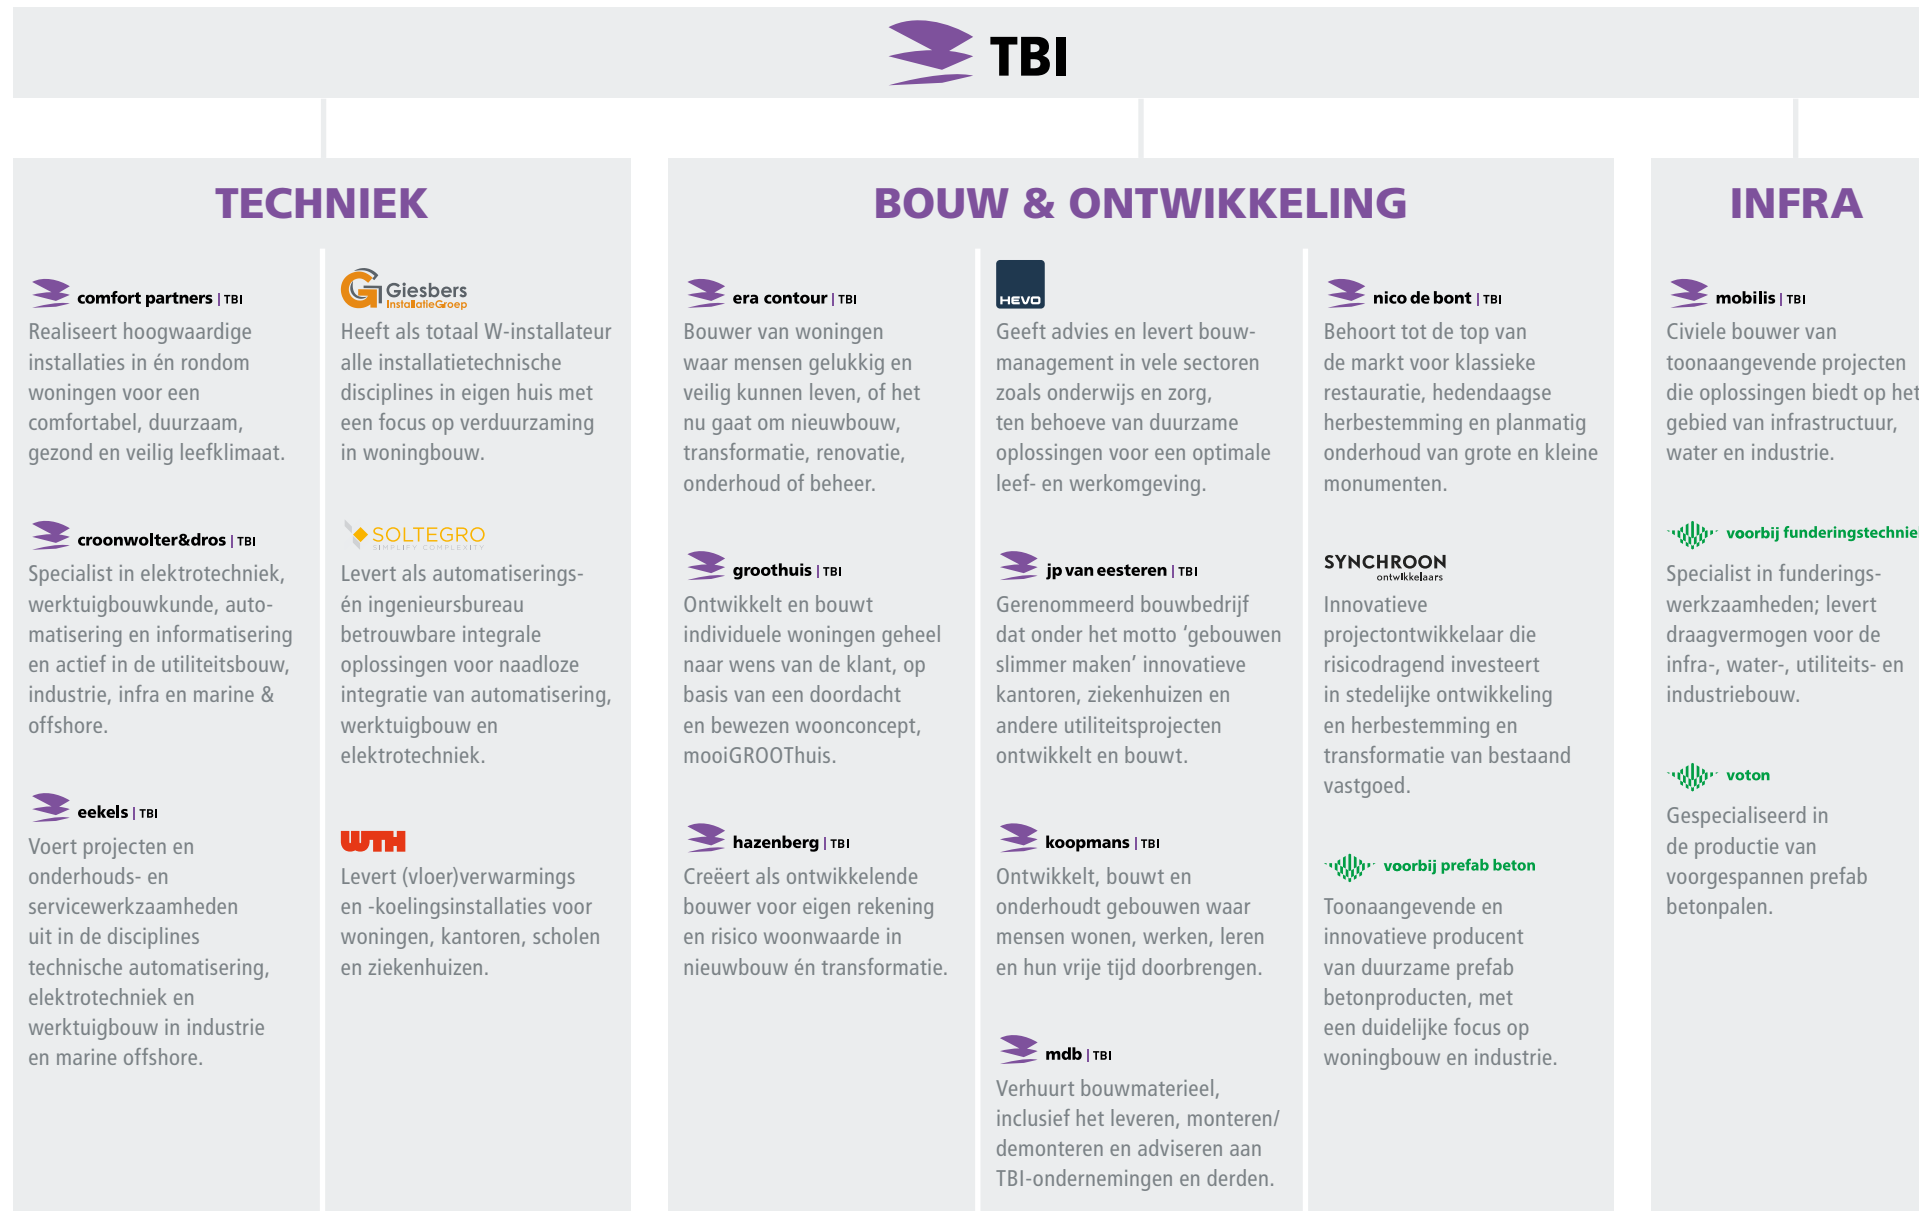 TBI
TECHNIEK
comfort partners | TBI
Realiseert hoogwaardige
installaties in én rondom
woningen voor een
comfortabel, duurzaam,
gezond en veilig leefklimaat.
croonwolter&dros | TBI
Specialist in elektrotechniek,
werktuigbouwkunde, auto-
matisering en informatisering
en actief in de utiliteitsbouw,
industrie, infra en marine &
offshore.
eekels | TBI
Voert projecten en
onderhouds- en
servicewerkzaamheden
uit in de disciplines
technische automatisering,
elektrotechniek en
werktuigbouw in industrie
en marine offshore.
Giesbers
InstallatieGroep
Heeft als totaal W-installateur
alle installatietechnische
disciplines in eigen huis met
een focus op verduurzaming
in woningbouw.
SOLTEGRO
SIMPLIFY COMPLEXITY
Levert als automatiserings-
én ingenieursbureau
betrouwbare integrale
oplossingen voor naadloze
integratie van automatisering,
werktuigbouw en
elektrotechniek.
WTH
Levert (vloer)verwarmings
en -koelingsinstallaties voor
woningen, kantoren, scholen
en ziekenhuizen.
BOUW & ONTWIKKELING
era contour | TBI
Bouwer van woningen
waar mensen gelukkig en
veilig kunnen leven, of het
nu gaat om nieuwbouw,
transformatie, renovatie,
onderhoud of beheer.
groothuis | TBI
Ontwikkelt en bouwt
individuele woningen geheel
naar wens van de klant, op
basis van een doordacht
en bewezen woonconcept,
mooiGROOThuis.
hazenberg | TBI
Creëert als ontwikkelende
bouwer voor eigen rekening
en risico woonwaarde in
nieuwbouw én transformatie.
HEVO
Geeft advies en levert bouw-
management in vele sectoren
zoals onderwijs en zorg,
ten behoeve van duurzame
oplossingen voor een optimale
leef- en werkomgeving.
jp van eesteren | TBI
Gerenommeerd bouwbedrijf
dat onder het motto ‘gebouwen
slimmer maken’ innovatieve
kantoren, ziekenhuizen en
andere utiliteitsprojecten
ontwikkelt en bouwt.
koopmans | TBI
Ontwikkelt, bouwt en
onderhoudt gebouwen waar
mensen wonen, werken, leren
en hun vrije tijd doorbrengen.
mdb | TBI
Verhuurt bouwmaterieel,
inclusief het leveren, monteren/
demonteren en adviseren aan
TBI-ondernemingen en derden.
nico de bont | TBI
Behoort tot de top van
de markt voor klassieke
restauratie, hedendaagse
herbestemming en planmatig
onderhoud van grote en kleine
monumenten.
SYNCHROON
ontwikkelaars
Innovatieve
projectontwikkelaar die
risicodragend investeert
in stedelijke ontwikkeling
en herbestemming en
transformatie van bestaand
vastgoed.
voorbij prefab beton
Toonaangevende en
innovatieve producent
van duurzame prefab
betonproducten, met
een duidelijke focus op
woningbouw en industrie.
INFRA
mobilis | TBI
Civiele bouwer van
toonaangevende projecten
die oplossingen biedt op het
gebied van infrastructuur,
water en industrie.
voorbij funderingstechniek
Specialist in funderings-
werkzaamheden; levert
draagvermogen voor de
infra-, water-, utiliteits- en
industriebouw.
voton
Gespecialiseerd in
de productie van
voorgespannen prefab
betonpalen.